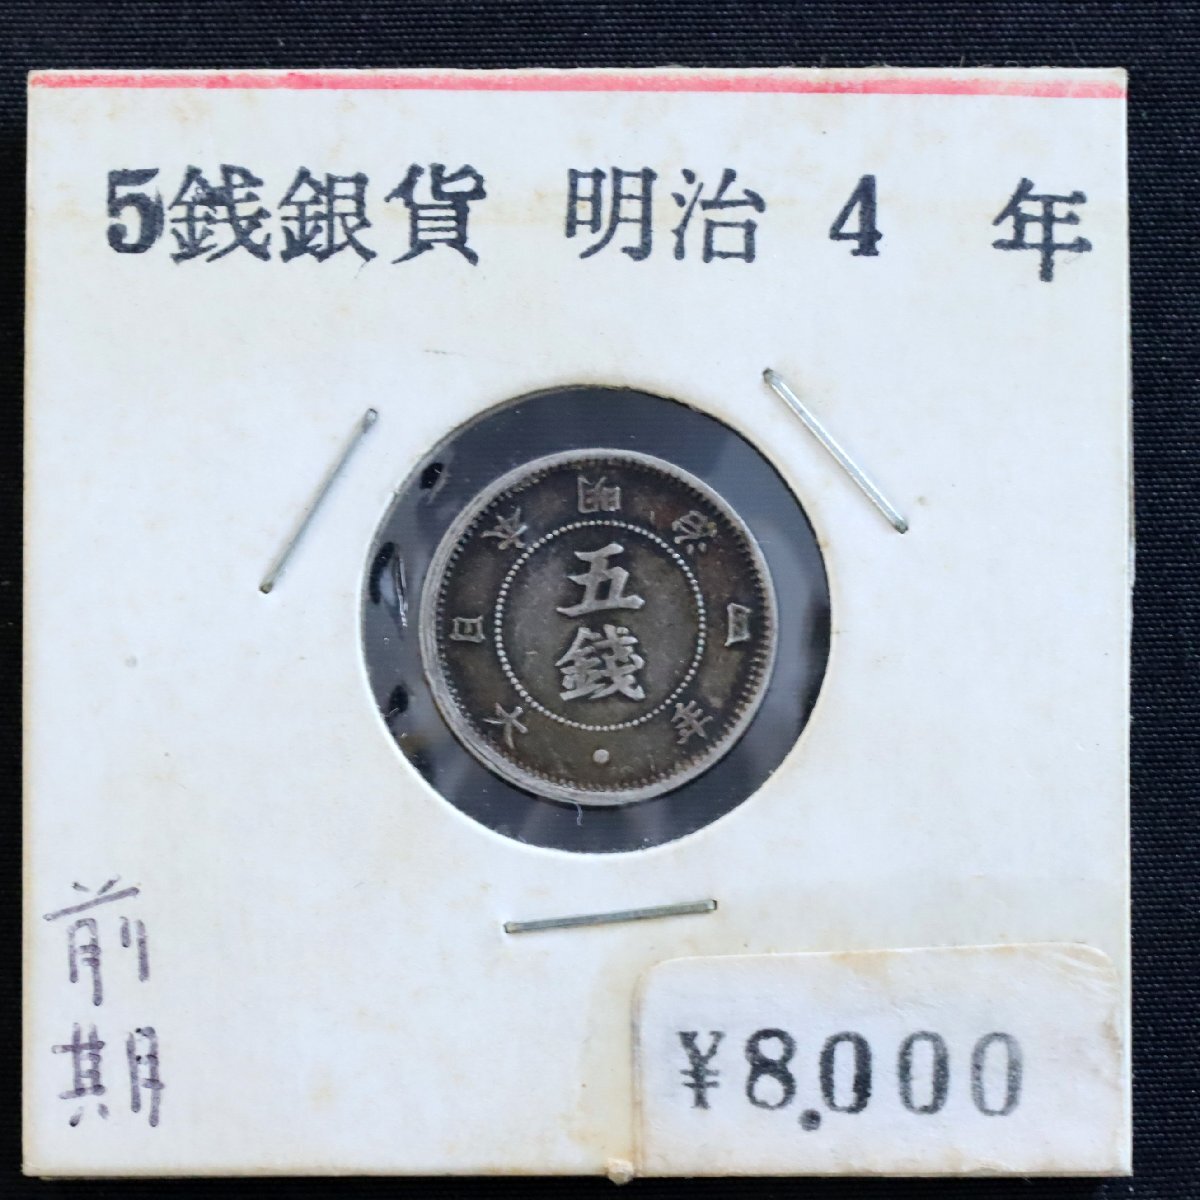 5銭銀貨 明治 4 年
大日本明治四年
五
錢
前
期
¥8.000